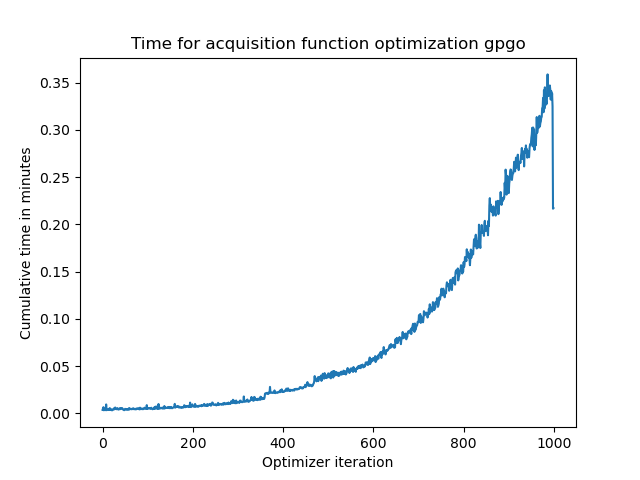 Time for acquisition function optimization gpgo
0.35
0.30
0.25
0.20
0.15
0.10
0.05
0.00
Cumulative time in minutes
0 200 400 600 800 1000
Optimizer iteration